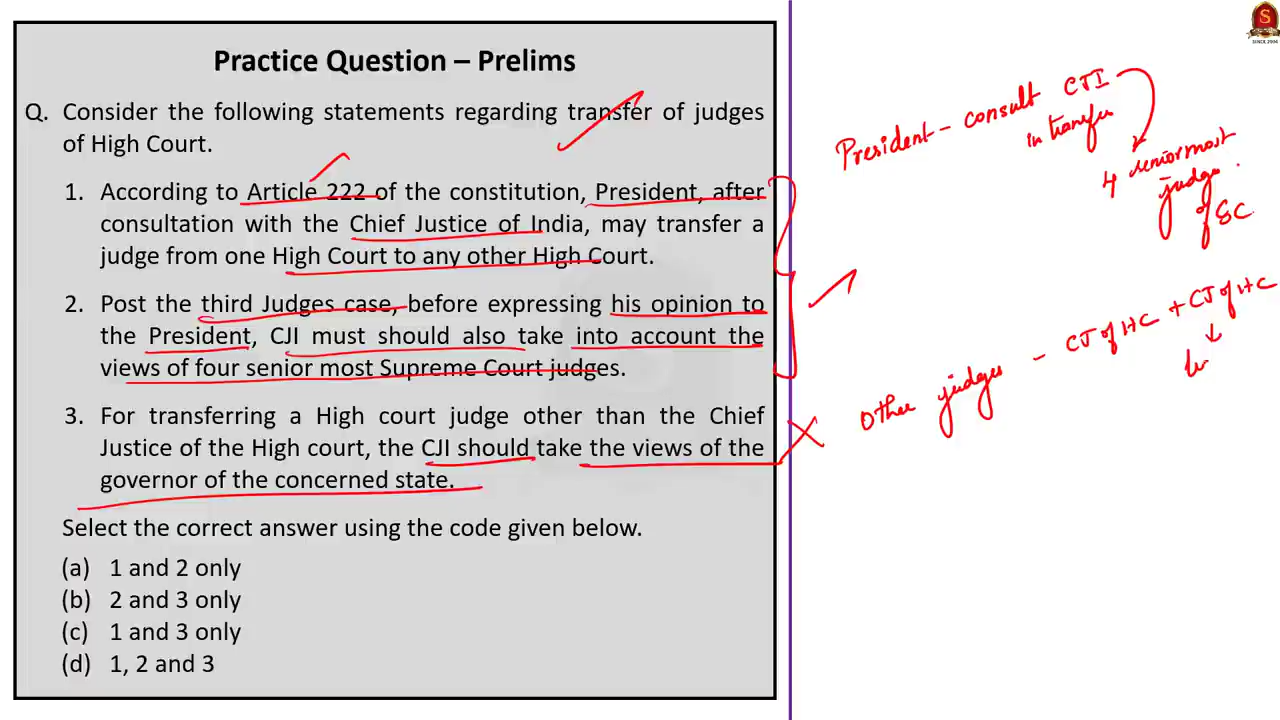 Practice Question – Prelims
Q. Consider the following statements regarding transfer of judges
of High Court.
1. According to Article 222 of the constitution, President, after
consultation with the Chief Justice of India, may transfer a
judge from one High Court to any other High Court.
2. Post the third Judges case, before expressing his opinion to
the President, CJI must should also take into account the
views of four senior most Supreme Court judges.
3. For transferring a High court judge other than the Chief
Justice of the High court, the CJI should take the views of the
governor of the concerned state.
Select the correct answer using the code given below.
(a) 1 and 2 only
(b) 2 and 3 only
(c) 1 and 3 only
(d) 1, 2 and 3
S
SINCE 2004
President - consult CJI
in transfer
4 seniormost
judges
of SC
Other judges - CJ of HC + CJ of HC